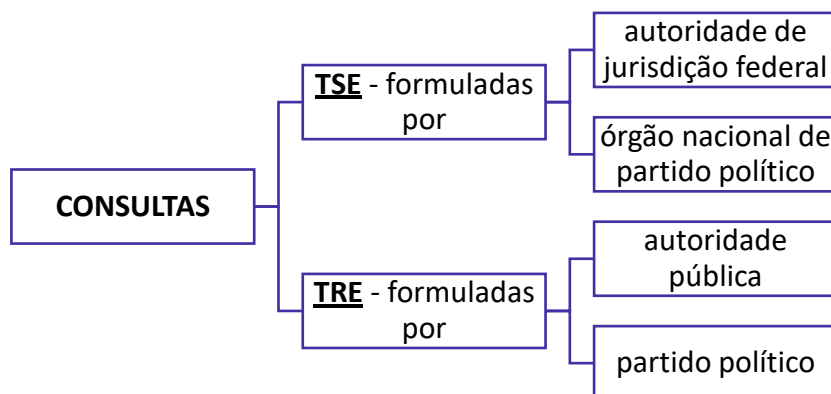 CONSULTAS
TSE - formuladas
por
autoridade de
jurisdição federal
órgão nacional de
partido político
TRE - formuladas
por
autoridade
pública
partido político